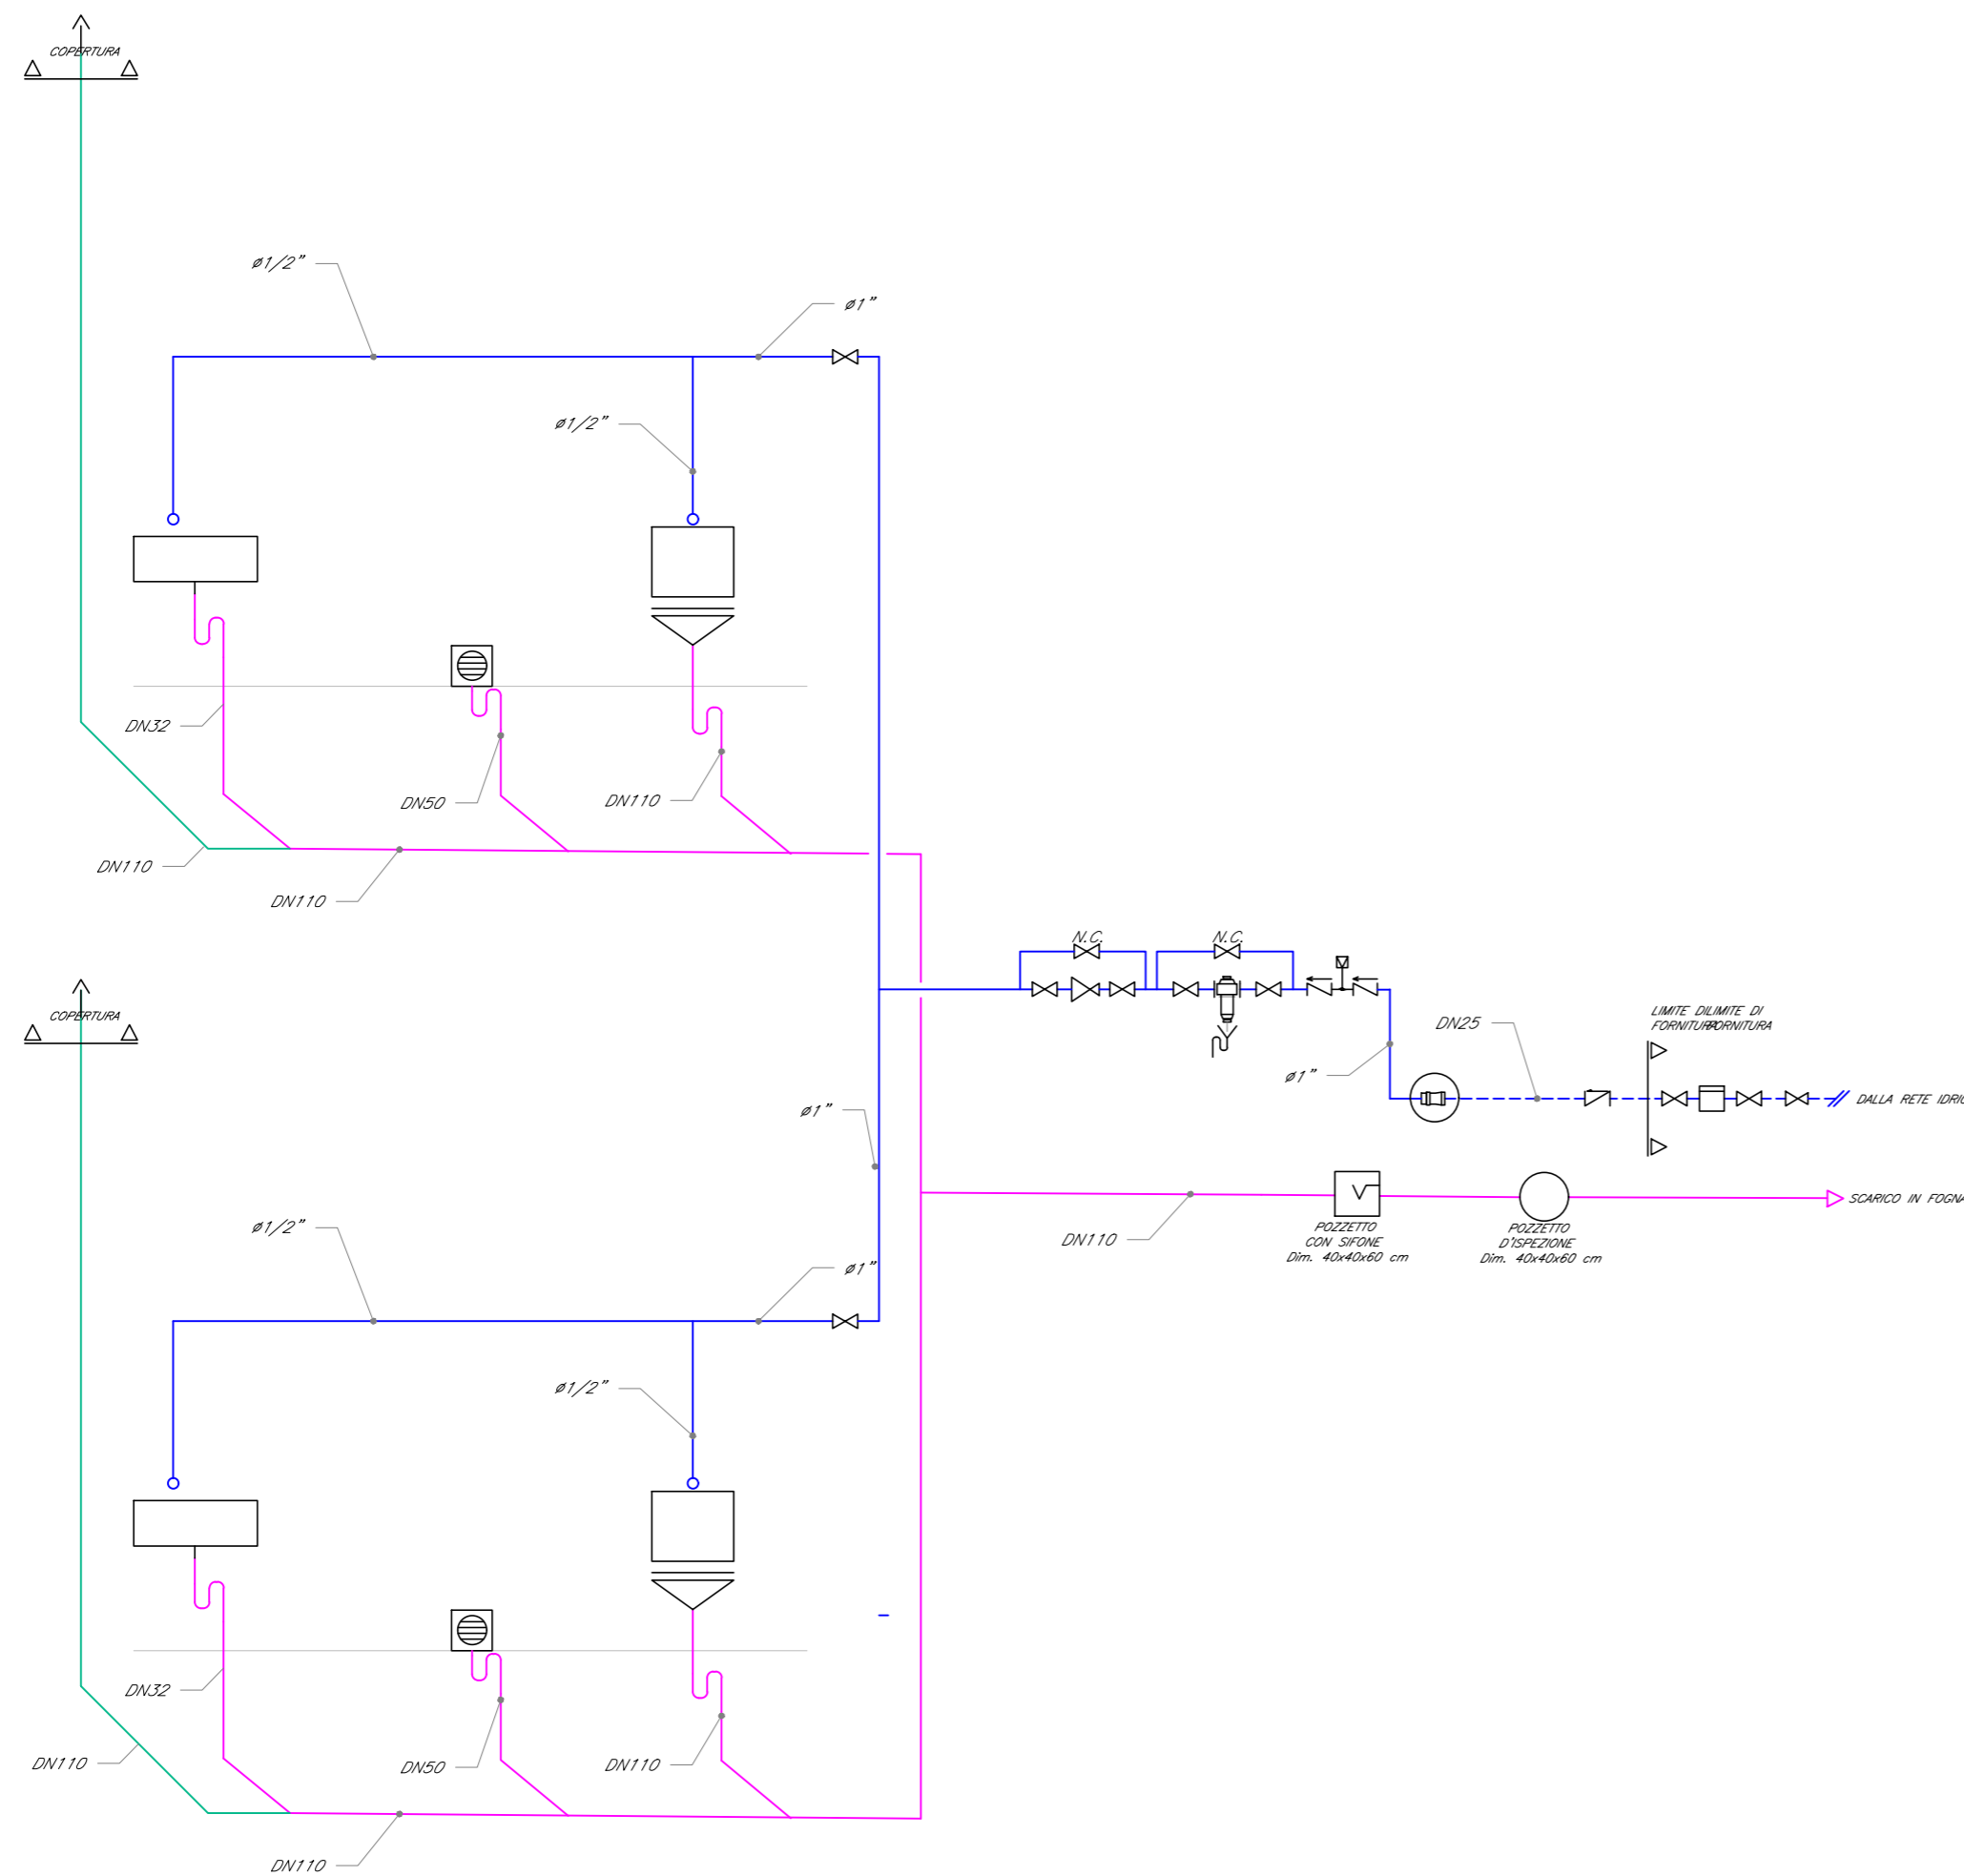 COPERTURA
ø1/2"
ø1"
ø1/2"
DN32
DN50
DN110
DN110
DN110
N.C.
N.C.
COPERTURA
LIMITE DI
FORNITURA
LIMITE DI
FORNITURA
DN25
ø1"
DALLA RETE IDRIC
ø1"
SCARICO IN FOGNA
DN110
POZZETTO
CON SIFONE
Dim. 40x40x60 cm
POZZETTO
D'ISPEZIONE
Dim. 40x40x60 cm
ø1/2"
ø1"
ø1/2"
DN32
DN110
DN50
DN110
DN110